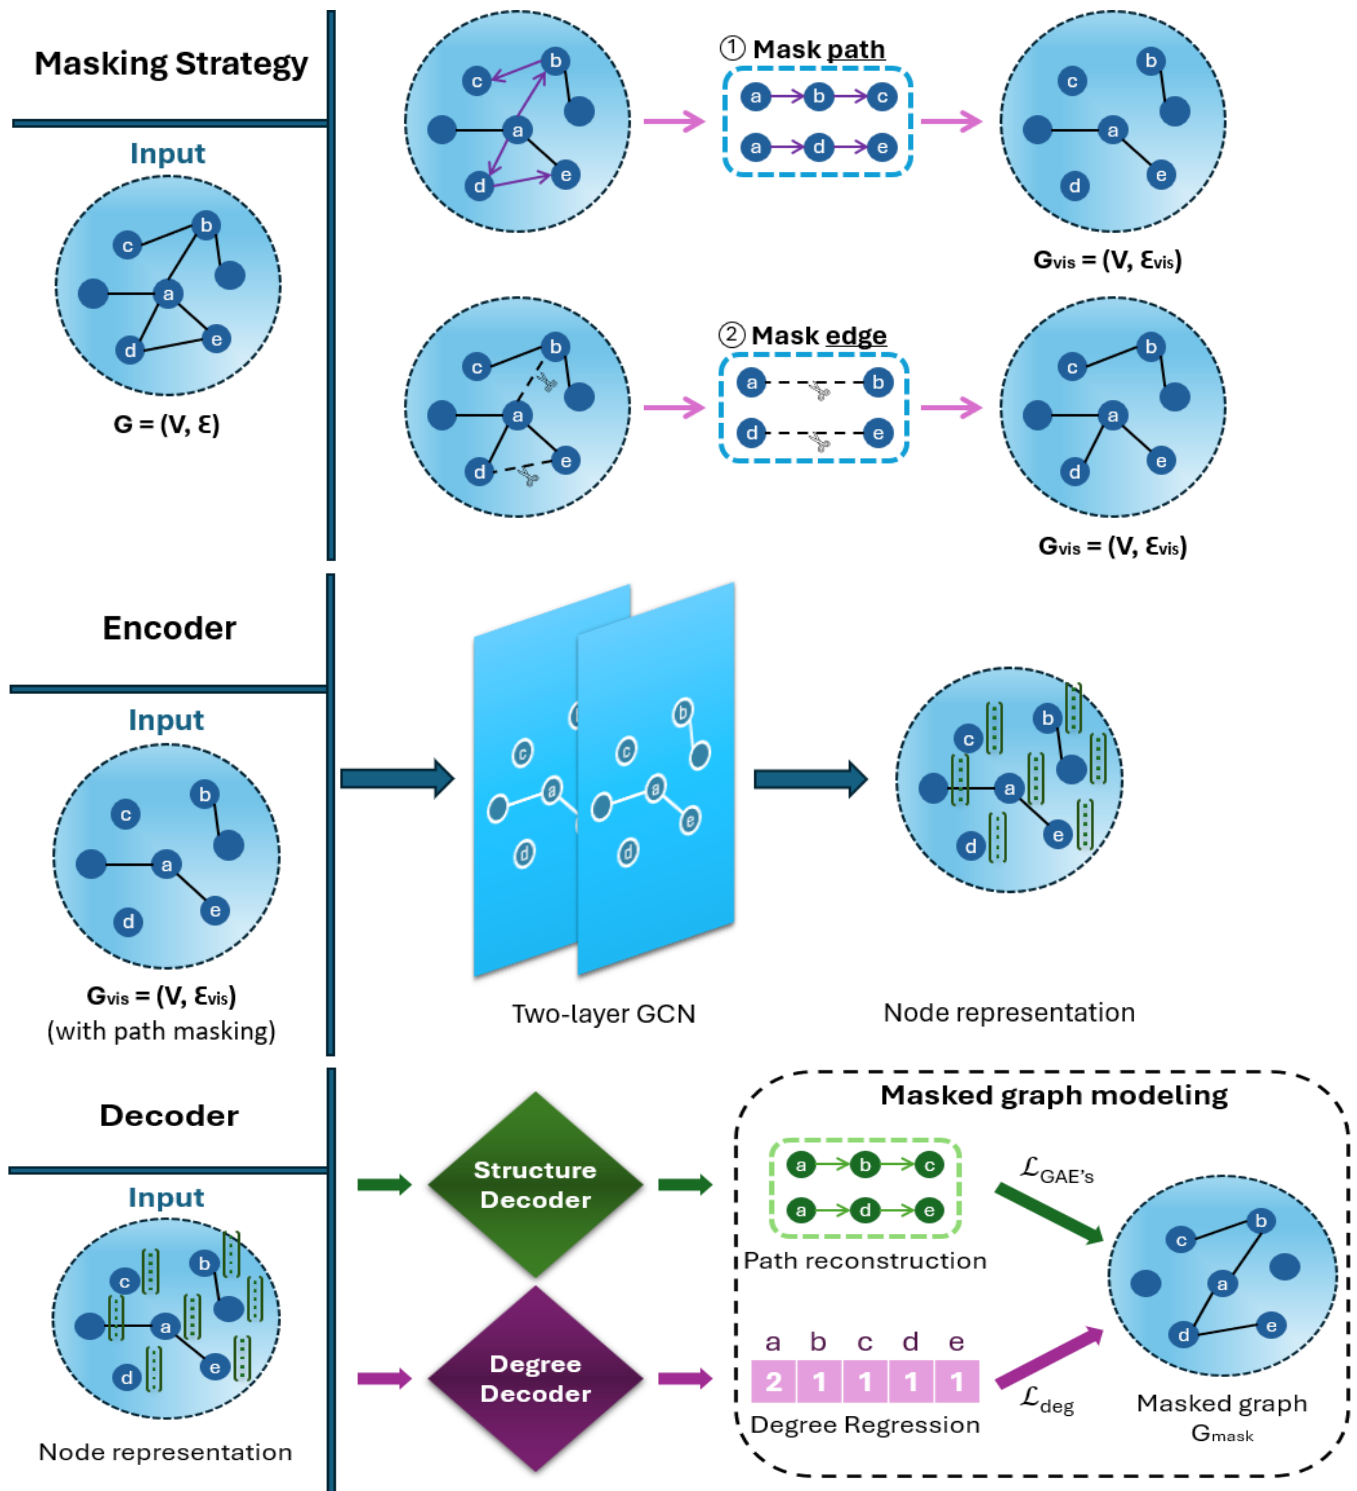 Masking Strategy
Input
c
b
a
d
e
G = (V, Ɛ)
c
b
a
d
e
① Mask path
a b c
a d e
b
c
a
d
e
Gvis = (V, Ɛvis)
b
c
a
d
e
② Mask edge
a b
d e
b
c
a
d
e
Gvis = (V, Ɛvis)
Encoder
Input
b
c
a
d
e
Gvis = (V, Ɛvis)
(with path masking)
b
c
a
d
b
c
a
e
d
Two-layer GCN
b
c
a
d
e
Node representation
Decoder
Input
b
c
a
d
e
Node representation
Structure
Decoder
Degree
Decoder
Masked graph modeling
a b c
a d e
Path reconstruction
a b c d e
2 1 1 1 1
Degree Regression
ℒGAE's
ℒdeg
b
c
a
d
e
Masked graph
Gmask